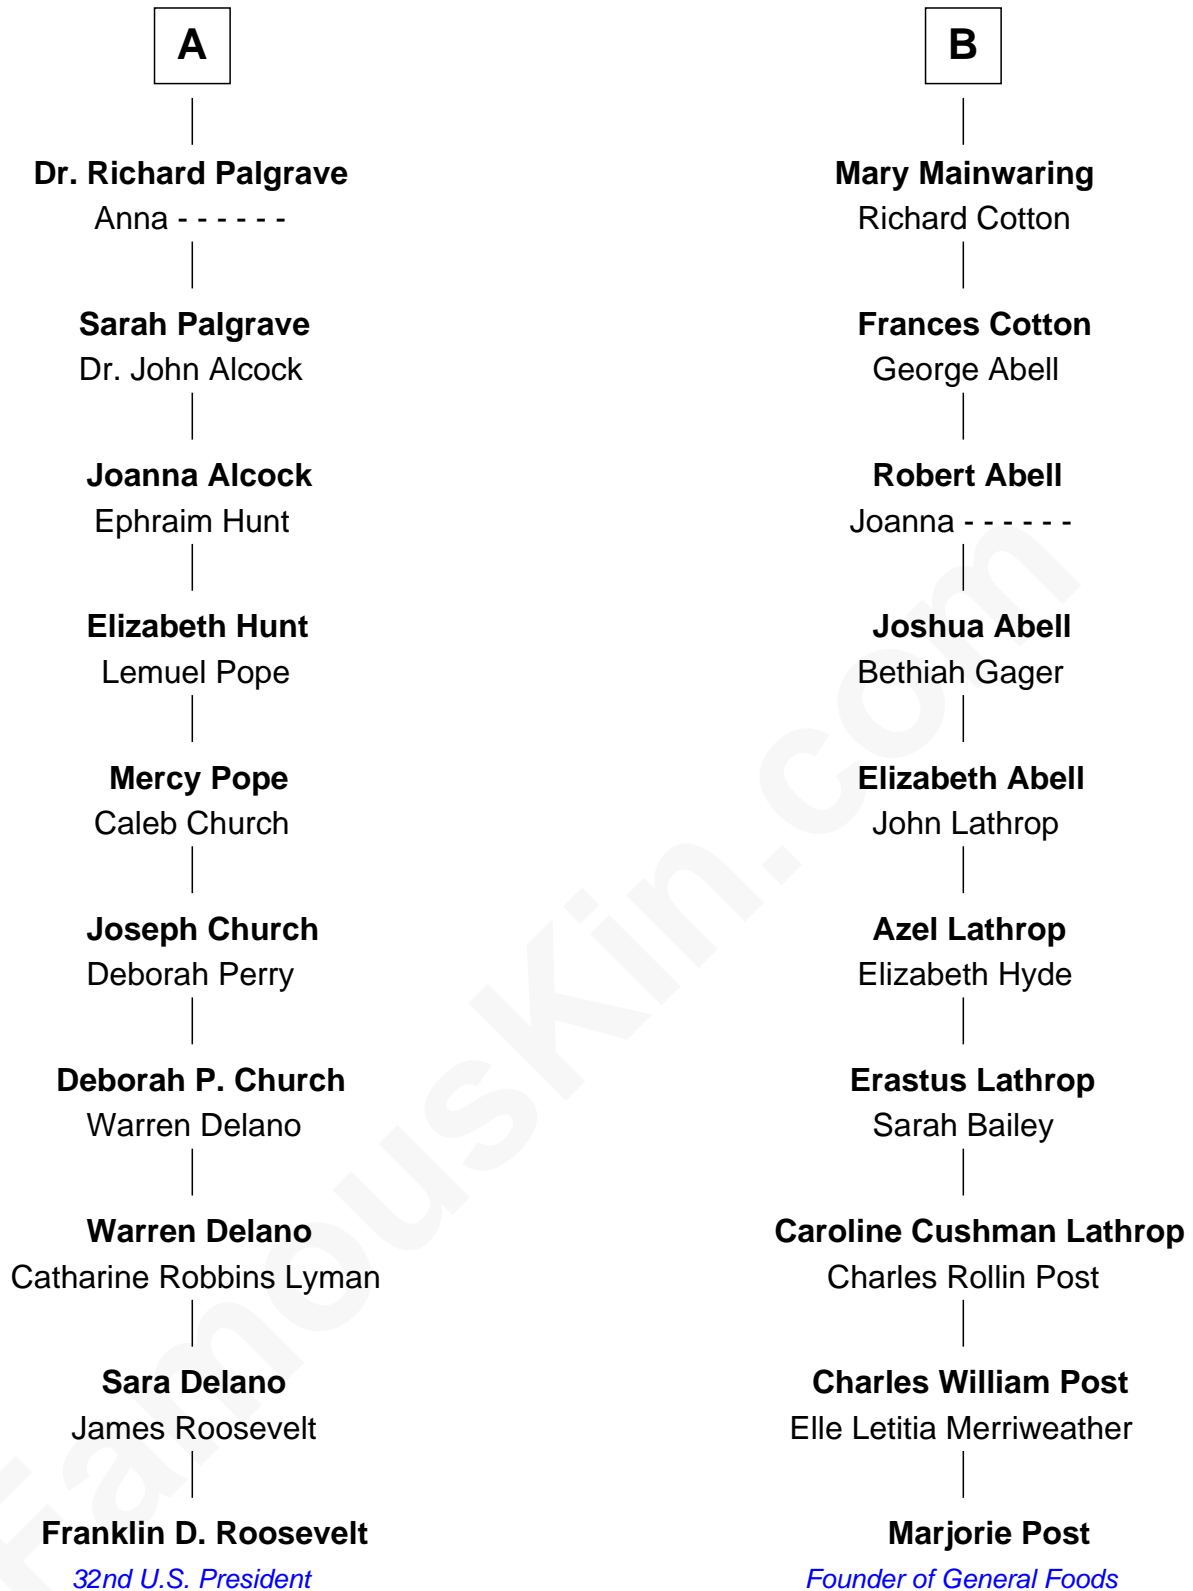 A
Dr. Richard Palgrave
Anna - - - - - -
Sarah Palgrave
Dr. John Alcock
Joanna Alcock
Ephraim Hunt
Elizabeth Hunt
Lemuel Pope
Mercy Pope
Caleb Church
Joseph Church
Deborah Perry
Deborah P. Church
Warren Delano
Warren Delano
Catharine Robbins Lyman
Sara Delano
James Roosevelt
Franklin D. Roosevelt
32nd U.S. President
B
Mary Mainwaring
Richard Cotton
Frances Cotton
George Abell
Robert Abell
Joanna - - - - - -
Joshua Abell
Bethiah Gager
Elizabeth Abell
John Lathrop
Azel Lathrop
Elizabeth Hyde
Erastus Lathrop
Sarah Bailey
Caroline Cushman Lathrop
Charles Rollin Post
Charles William Post
Elle Letitia Merriweather
Marjorie Post
Founder of General Foods
FamousKin.com